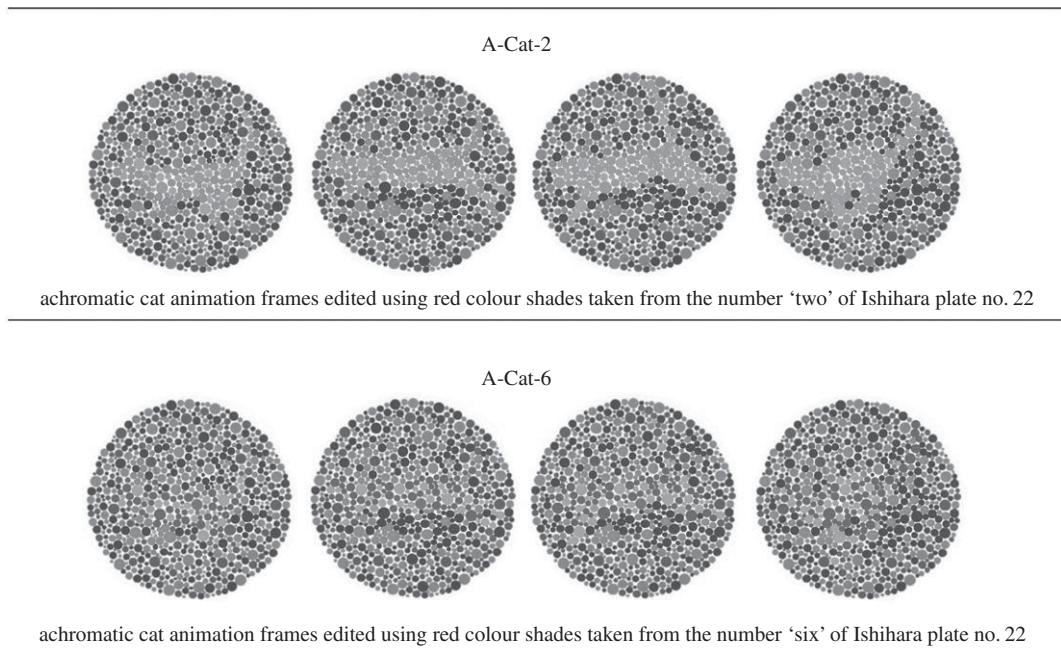 A-Cat-2
achromatic cat animation frames edited using red colour shades taken from the number ‘two’ of Ishihara plate no. 22
A-Cat-6
achromatic cat animation frames edited using red colour shades taken from the number ‘six’ of Ishihara plate no. 22